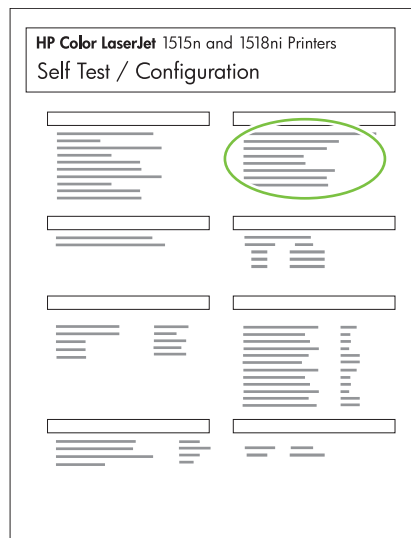 HP Color LaserJet 1515n and 1518ni Printers
Self Test / Configuration